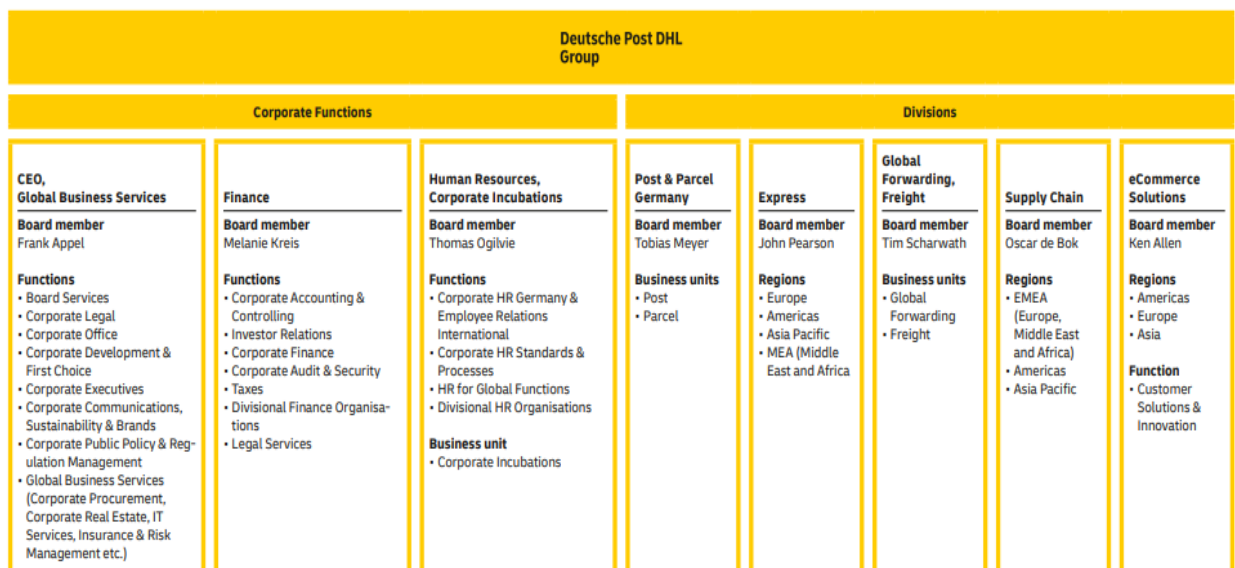 Deutsche Post DHL
Group
Corporate Functions
Divisions
CEO,
Global Business Services
Board member
Frank Appel
Functions
• Board Services
• Corporate Legal
• Corporate Office
• Corporate Development &
First Choice
• Corporate Executives
• Corporate Communications,
Sustainability & Brands
• Corporate Public Policy & Reg-
ulation Management
• Global Business Services
(Corporate Procurement,
Corporate Real Estate, IT
Services, Insurance & Risk
Management etc.)
Finance
Board member
Melanie Kreis
Functions
• Corporate Accounting &
Controlling
• Investor Relations
• Corporate Finance
• Corporate Audit & Security
• Taxes
• Divisional Finance Organisa-
tions
• Legal Services
Human Resources,
Corporate Incubations
Board member
Thomas Ogilvie
Functions
• Corporate HR Germany &
Employee Relations
International
• Corporate HR Standards &
Processes
• HR for Global Functions
• Divisional HR Organisations
Business unit
• Corporate Incubations
Post & Parcel
Germany
Board member
Tobias Meyer
Business units
• Post
• Parcel
Express
Board member
John Pearson
Regions
• Europe
• Americas
• Asia Pacific
• MEA (Middle
East and Africa
Global
Forwarding,
Freight
Board member
Tim Scharwath
Business units
• Global
Forwarding
• Freight
Supply Chain
Board member
Oscar de Bok
Regions
• EMEA
(Europe,
Middle East
and Africa)
• Americas
• Asia Pacific
eCommerce
Solutions
Board member
Ken Allen
Regions
• Americas
• Europe
• Asia
Function
• Customer
Solutions &
Innovation